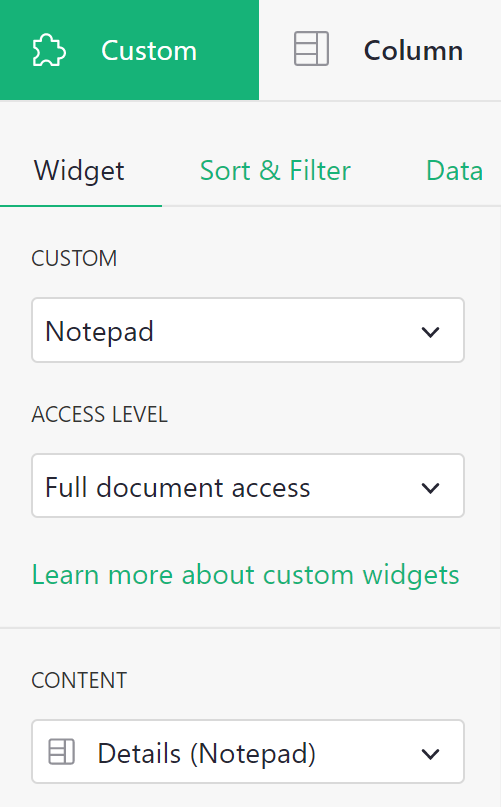 Custom Column
Widget Sort & Filter Data
CUSTOM
Notepad
ACCESS LEVEL
Full document access
Learn more about custom widgets
CONTENT
Details (Notepad)